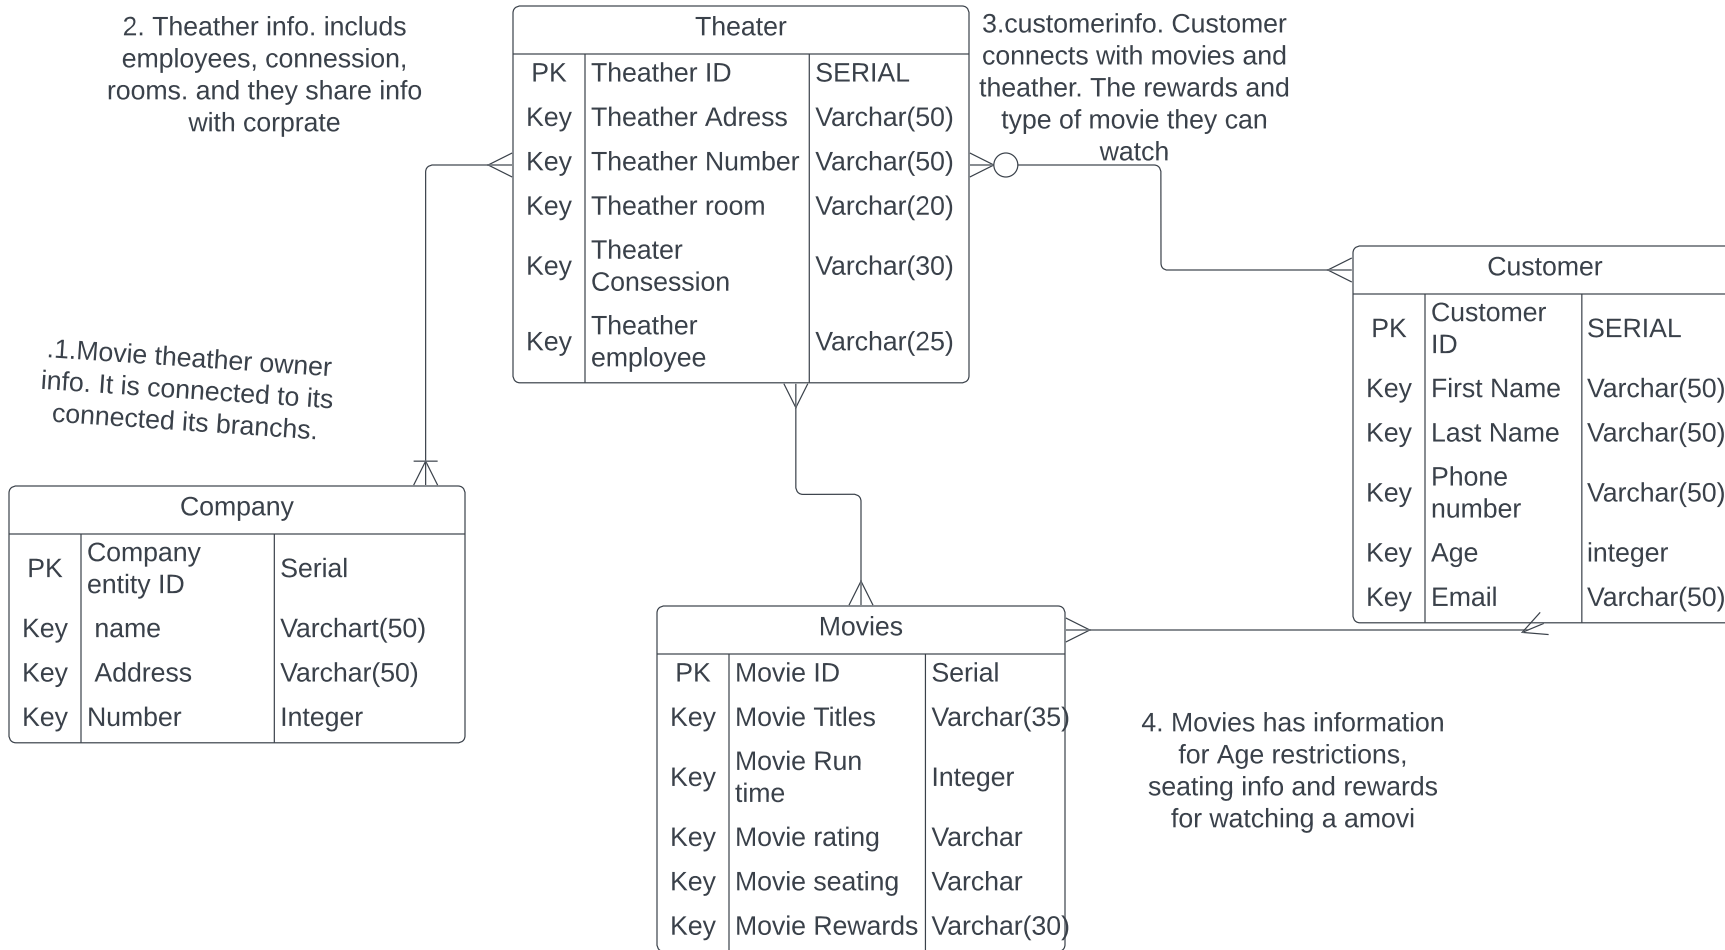 2. Theather info. includs
employees, connession,
rooms. and they share info
with corprate
Theater
PK Theather ID SERIAL
Key Theather Adress Varchar(50)
Key Theather Number Varchar(50)
Key Theather room Varchar(20)
Key Theater
Consession Varchar(30)
Key Theather
employee Varchar(25)
3.customerinfo. Customer
connects with movies and
theather. The rewards and
type of movie they can
watch
Customer
PK Customer
ID SERIAL
Key First Name Varchar(50)
Key Last Name Varchar(50)
Key Phone
number Varchar(50)
Key Age integer
Key Email Varchar(50)
.1.Movie theather owner
info. It is connected to its
connected its branchs.
Company
PK Company
entity ID Serial
Key name Varchart(50)
Key Address Varchar(50)
Key Number Integer
Movies
PK Movie ID Serial
Key Movie Titles Varchar(35)
Key Movie Run
time Integer
Key Movie rating Varchar
Key Movie seating Varchar
Key Movie Rewards Varchar(30)
4. Movies has information
for Age restrictions,
seating info and rewards
for watching a amovi